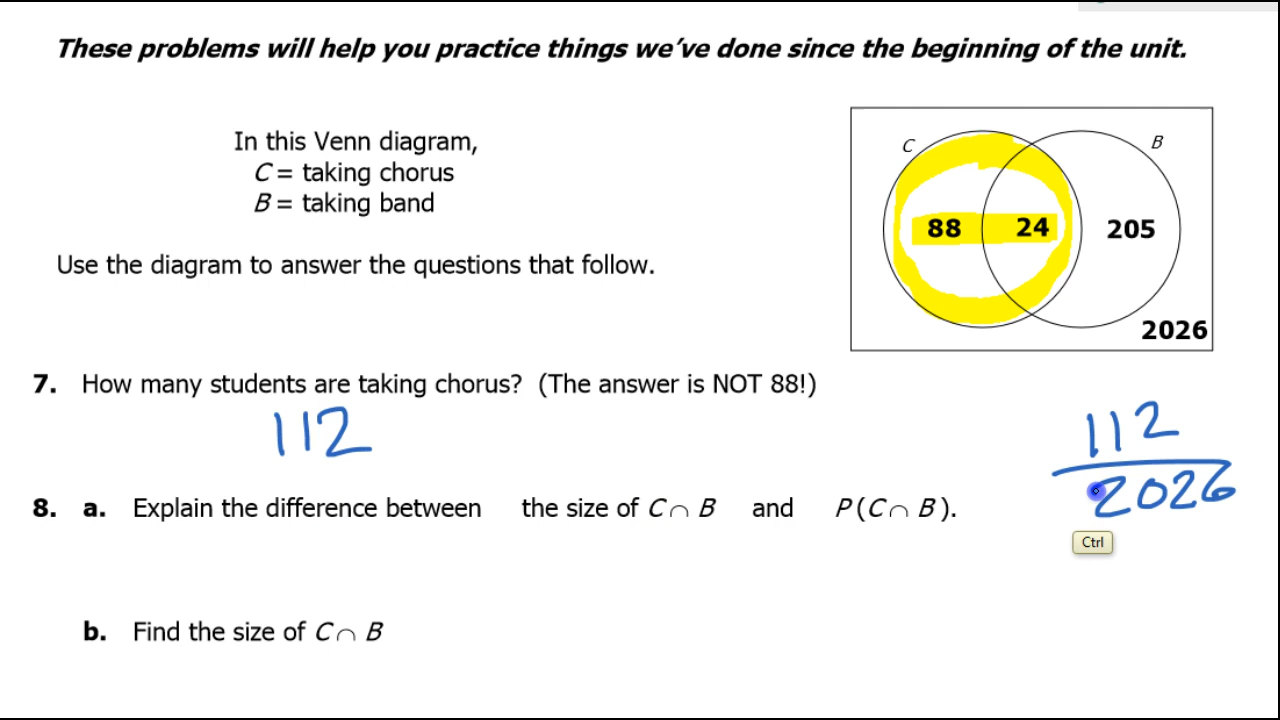 These problems will help you practice things we've done since the beginning of the unit.
In this Venn diagram,
C = taking chorus
B = taking band
Use the diagram to answer the questions that follow.
C
B
88
24
205
2026
7. How many students are taking chorus? (The answer is NOT 88!)
112
112
2026
8. a. Explain the difference between the size of C ∩ B and P(C ∩ B).
Ctrl
b. Find the size of C ∩ B